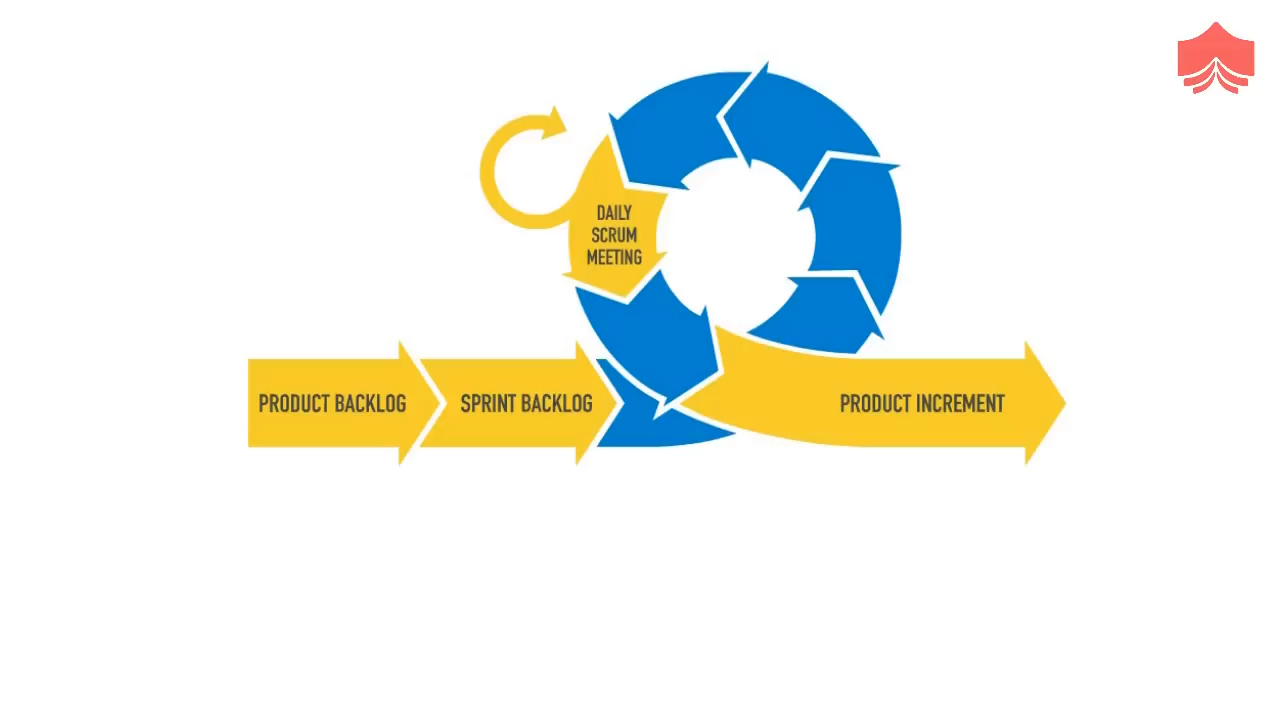 DAILY
SCRUM
MEETING
PRODUCT BACKLOG
SPRINT BACKLOG
PRODUCT INCREMENT